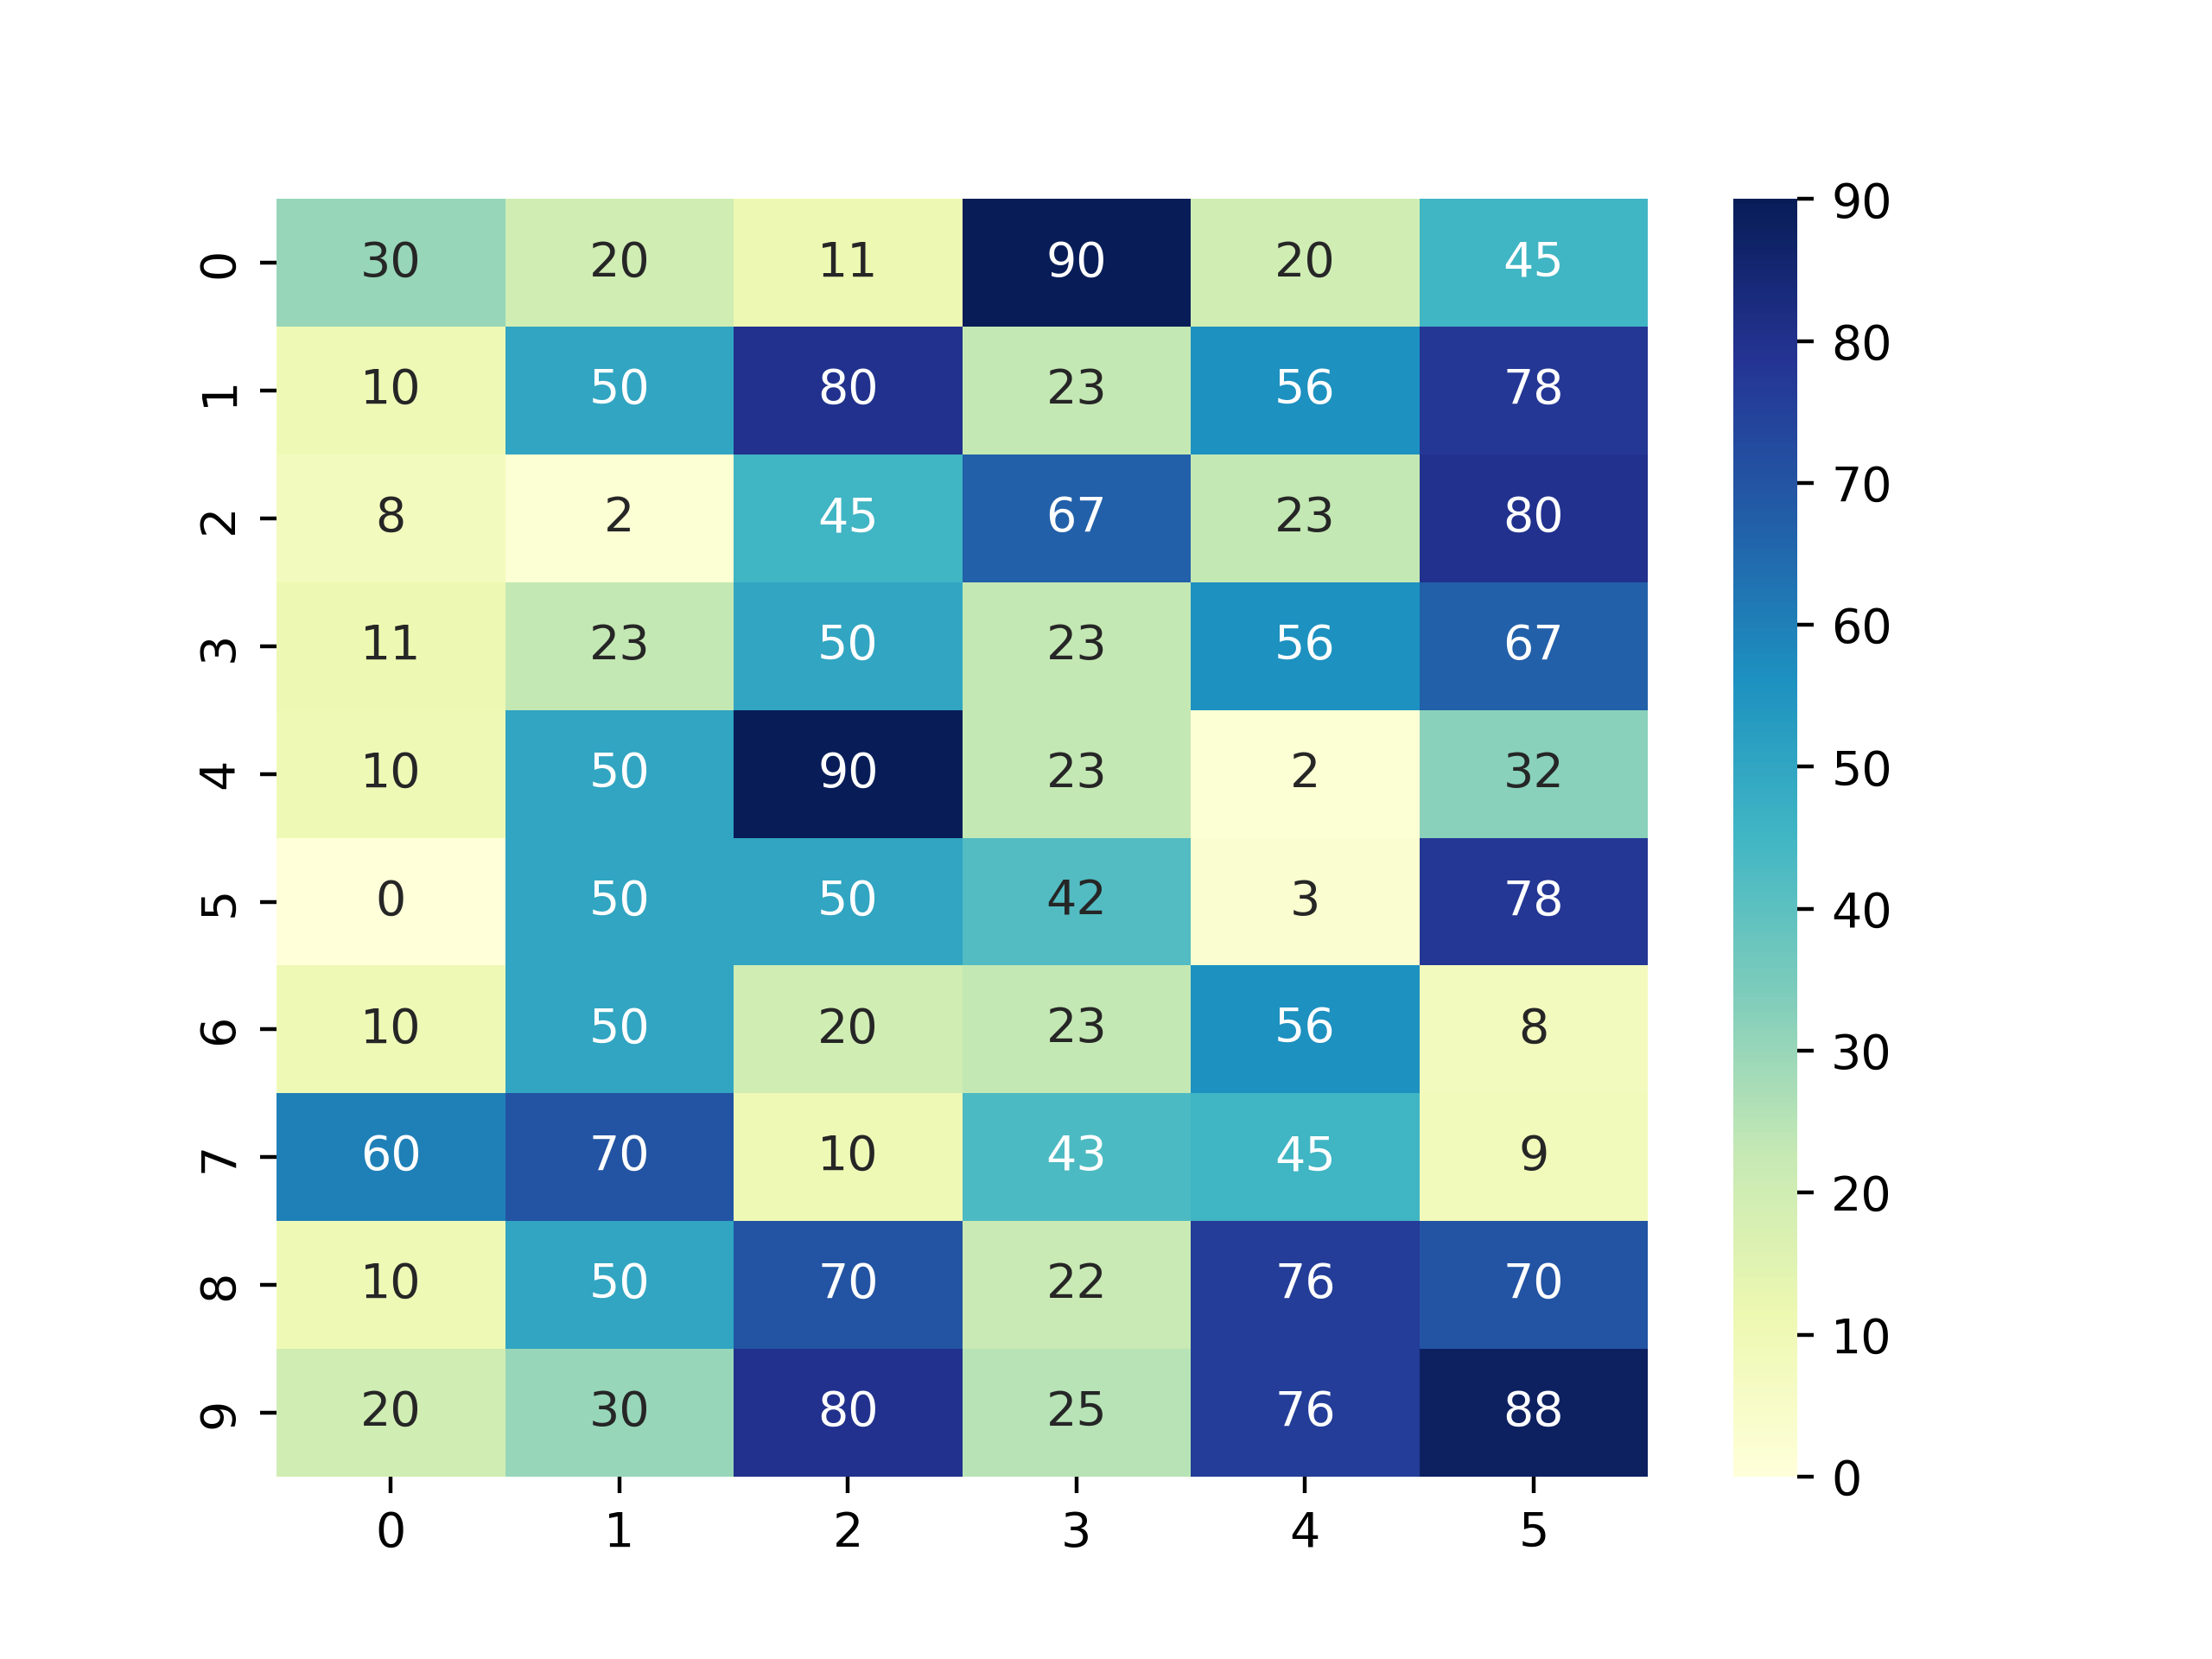 0 30 20 11 90 20 45
1 10 50 80 23 56 78
2 8 2 45 67 23 80
3 11 23 50 23 56 67
4 10 50 90 23 2 32
5 0 50 50 42 3 78
6 10 50 20 23 56 8
7 60 70 10 43 45 9
8 10 50 70 22 76 70
9 20 30 80 25 76 88
0 1 2 3 4 5
90
80
70
60
50
40
30
20
10
0